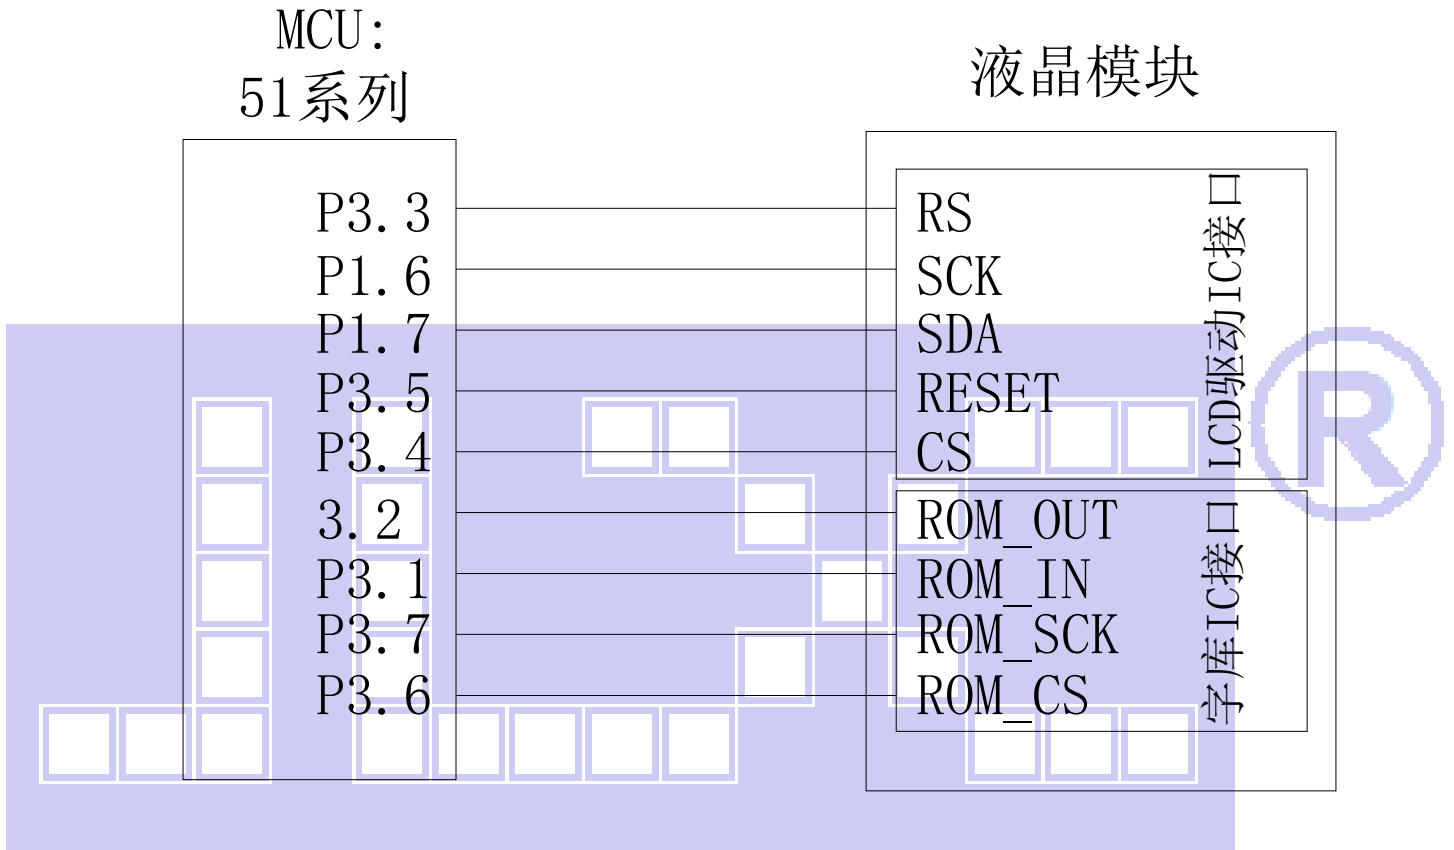 MCU:
51系列
液晶模块
P3.3
P1.6
P1.7
P3.5
P3.4
3.2
P3.1
P3.7
P3.6
RS
SCK
SDA
RESET
CS
LCD驱动IC接口
ROM_OUT
ROM_IN
ROM_SCK
ROM_CS
字库IC接口
JLX
®